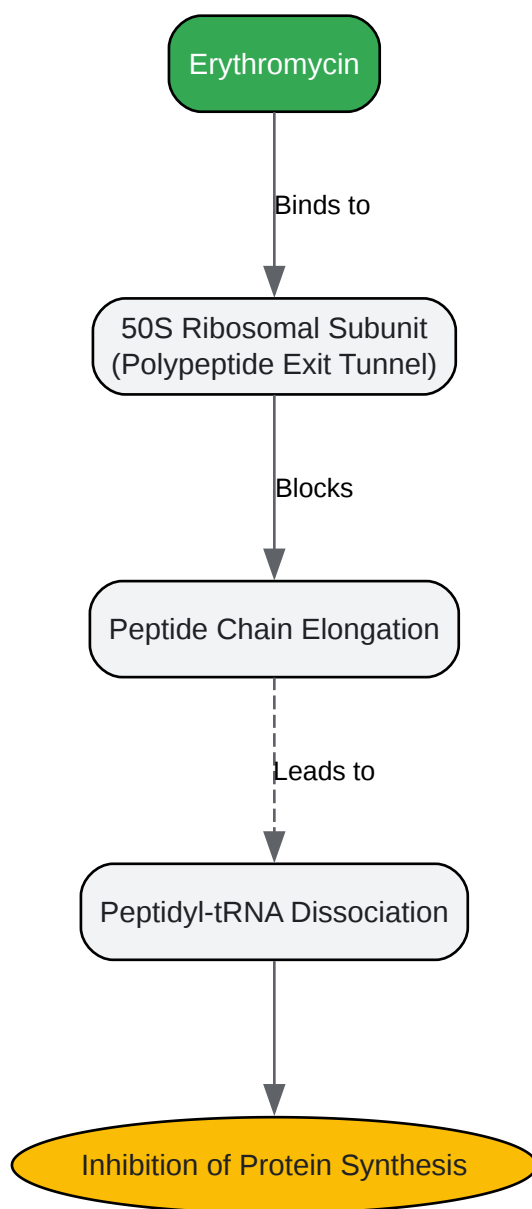 Erythromycin
Binds to
50S Ribosomal Subunit
(Polypeptide Exit Tunnel)
Blocks
Peptide Chain Elongation
Leads to
Peptidyl-tRNA Dissociation
Inhibition of Protein Synthesis